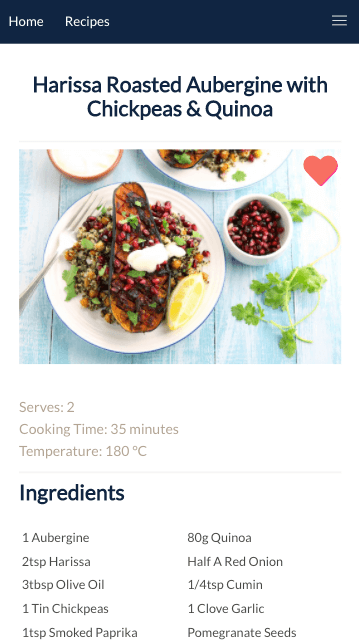 Home Recipes
Harissa Roasted Aubergine with
Chickpeas & Quinoa
Serves: 2
Cooking Time: 35 minutes
Temperature: 180 °C
Ingredients
1 Aubergine 80g Quinoa
2tsp Harissa Half A Red Onion
3tbsp Olive Oil 1/4tsp Cumin
1 Tin Chickpeas 1 Clove Garlic
1tsp Smoked Paprika Pomegranate Seeds